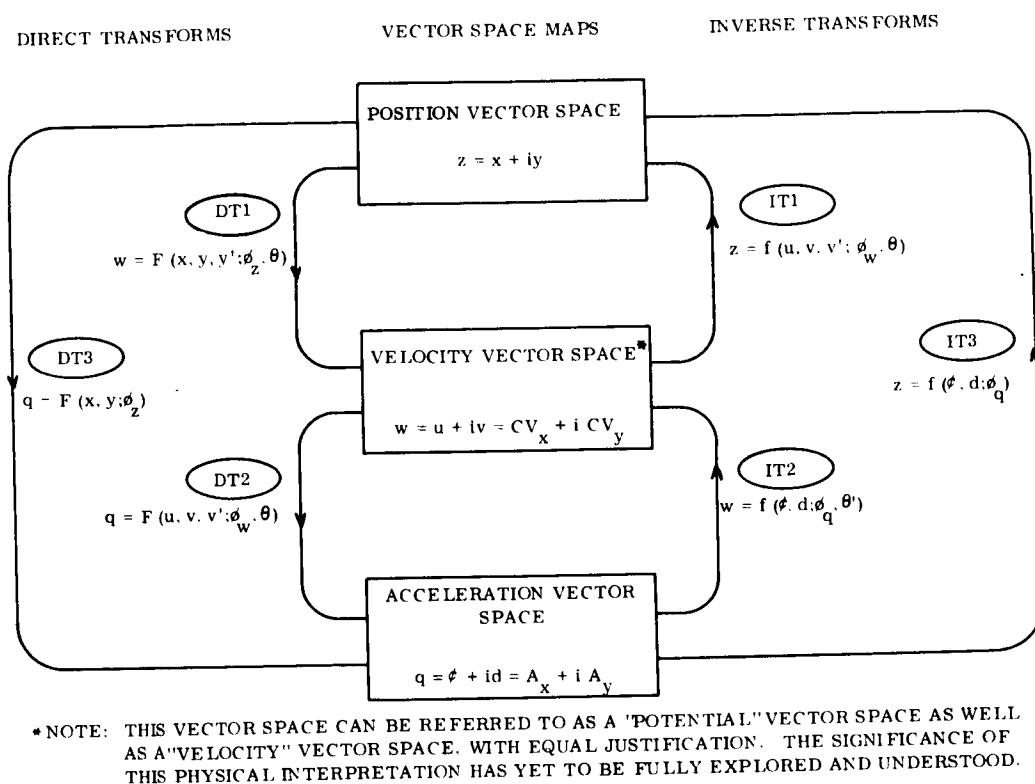 DIRECT TRANSFORMS
VECTOR SPACE MAPS
INVERSE TRANSFORMS
POSITION VECTOR SPACE
z = x + iy
DT1
w = F (x, y, y';ø_z, θ)
IT1
z = f (u, v. v'; ø_w, θ)
DT3
q – F (x, y;ø_z)
VELOCITY VECTOR SPACE*
w = u + iv = CV_x + i CV_y
IT3
z = f (¢, d;ø_q)
DT2
q = F (u, v. v';ø_w, θ)
IT2
w = f (¢. d;ø_q, θ')
ACCELERATION VECTOR
SPACE
q = ¢ + id = A_x + i A_y
*NOTE: THIS VECTOR SPACE CAN BE REFERRED TO AS A "POTENTIAL" VECTOR SPACE AS WELL
AS A "VELOCITY" VECTOR SPACE, WITH EQUAL JUSTIFICATION. THE SIGNIFICANCE OF
THIS PHYSICAL INTERPRETATION HAS YET TO BE FULLY EXPLORED AND UNDERSTOOD.